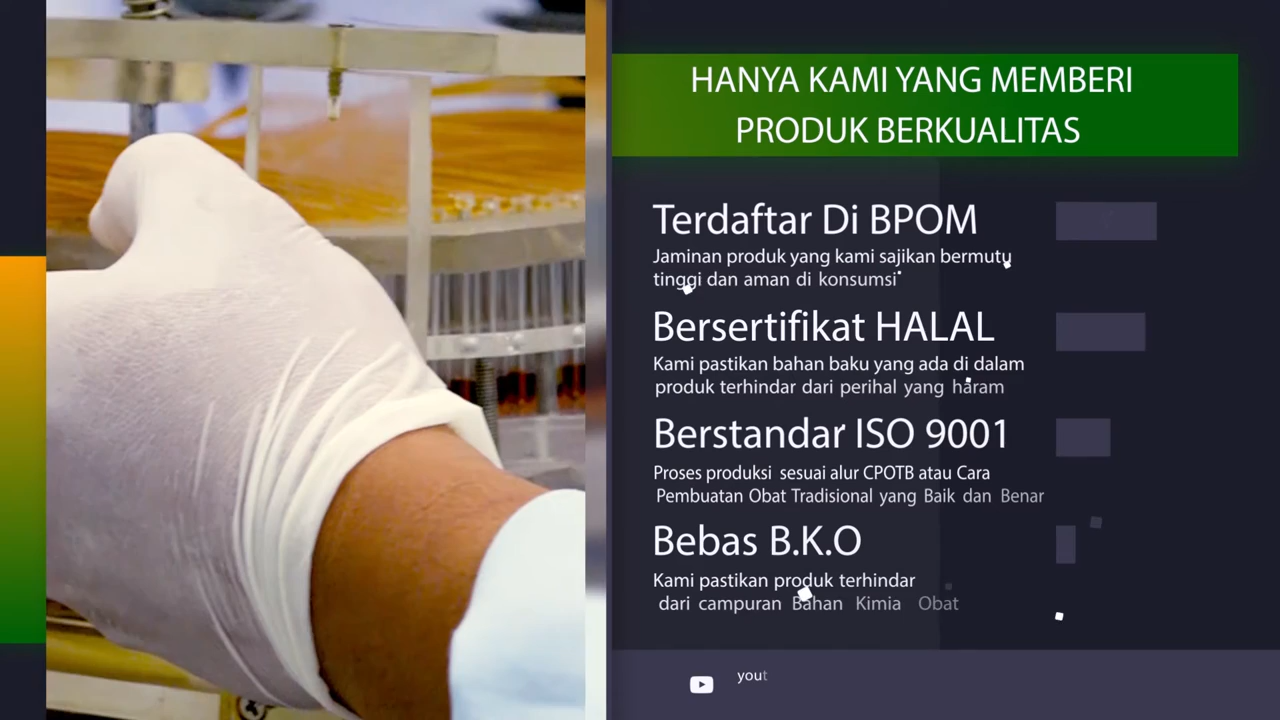 HANYA KAMI YANG MEMBERI
PRODUK BERKUALITAS
Terdaftar Di BPOM
Jaminan produk yang kami sajikan bermutu
tinggi dan aman di konsumsi
Bersertifikat HALAL
Kami pastikan bahan baku yang ada di dalam
produk terhindar dari perihal yang haram
Berstandar ISO 9001
Proses produksi sesuai alur CPOTB atau Cara
Pembuatan Obat Tradisional yang Baik dan Benar
Bebas B.K.O
Kami pastikan produk terhindar
dari campuran Bahan Kimia Obat
yout